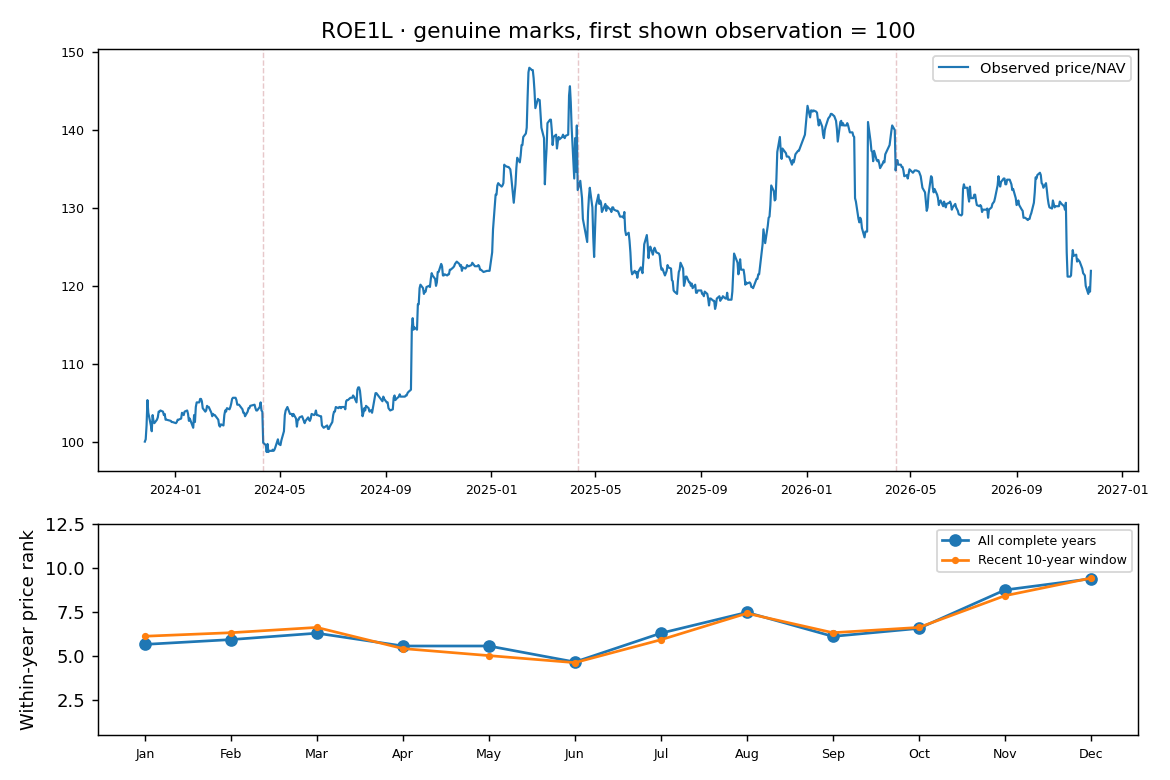 ROE1L · genuine marks, first shown observation = 100
Observed price/NAV
150
140
130
120
110
100
2024-01 2024-05 2024-09 2025-01 2025-05 2025-09 2026-01 2026-05 2026-09 2027-01
Within-year price rank
All complete years
Recent 10-year window
12.5
10.0
7.5
5.0
2.5
Jan Feb Mar Apr May Jun Jul Aug Sep Oct Nov Dec